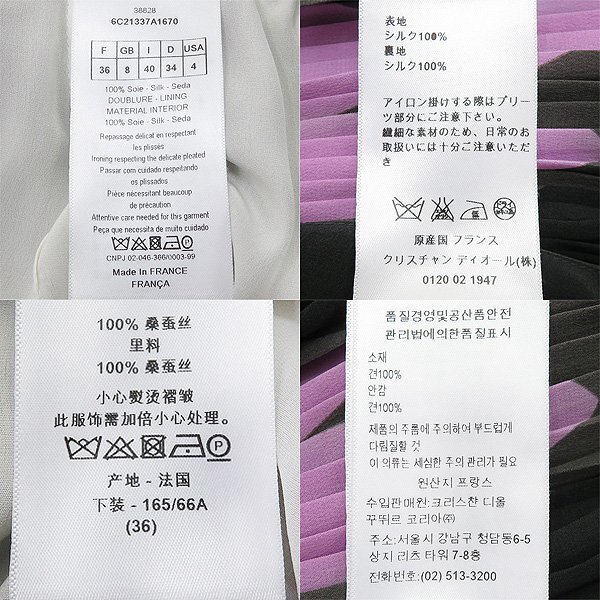 38828
6C21337A1670
F GB I D USA
36 8 40 34 4
100% Soie - Silk - Seda
DOUBLURE - LINING
MATERIAL INTERIOR
100% Soie - Silk - Seda
Repassage délicat en respectant
les plissés
Ironing respecting the delicate pleated
Passar com cuidado respeitando
os plissados
Pièce nécessitant beaucoup
de précaution
Attentive care needed for this garment
Peça que necessita de muito cuidado
CNPJ 02-046-366/0003-99
Made In FRANCE
FRANÇA
表地
シルク100%
裏地
シルク100%
アイロン掛けする際はプリー
ツ部分にご注意下さい。
繊細な素材のため、日常のお
取扱いには十分ご注意いただ
き
原産国 フランス
クリスチャン ディオール(株)
0120 02 1947
100% 桑蚕丝
里料
100% 桑蚕丝
小心熨烫褶皱
此服饰需加倍小心处理。
产地 - 法国
下装 - 165/66A
(36)
품질경영및공산품안전
관리법에의한품질표시
소재
견100%
안감
견100%
제품의 주름에 주의하여 부드럽게
다림질할 것
이 의류는 세심한 주의 관리가 필요
원산지 프랑스
수입판매원:크리스챤 디올
꾸뛰르 코리아㈜
주소:서울시 강남구 청담동6-5
상지 리츠 타워 7-8층
전화번호:(02) 513-3200